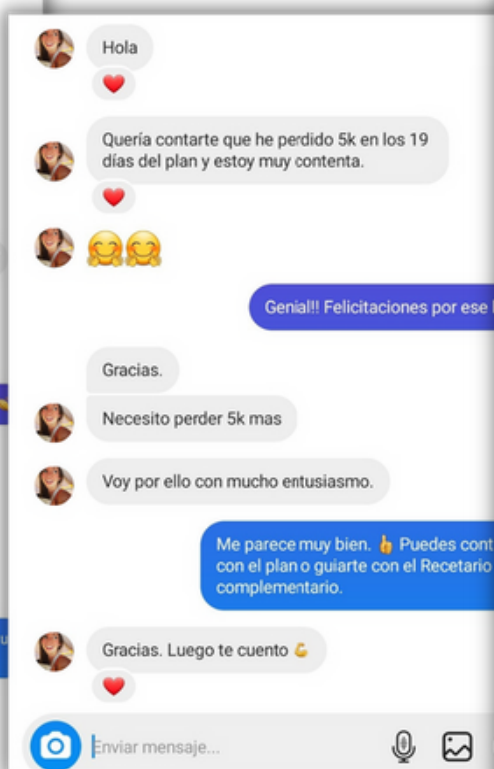 Hola
Quería contarte que he perdido 5k en los 19
días del plan y estoy muy contenta.
Genial!! Felicitaciones por ese
Gracias.
Necesito perder 5k mas
Voy por ello con mucho entusiasmo.
Me parece muy bien. 👍 Puedes cont
con el plan o guiarte con el Recetario
complementario.
Gracias. Luego te cuento 💪
Enviar mensaje...